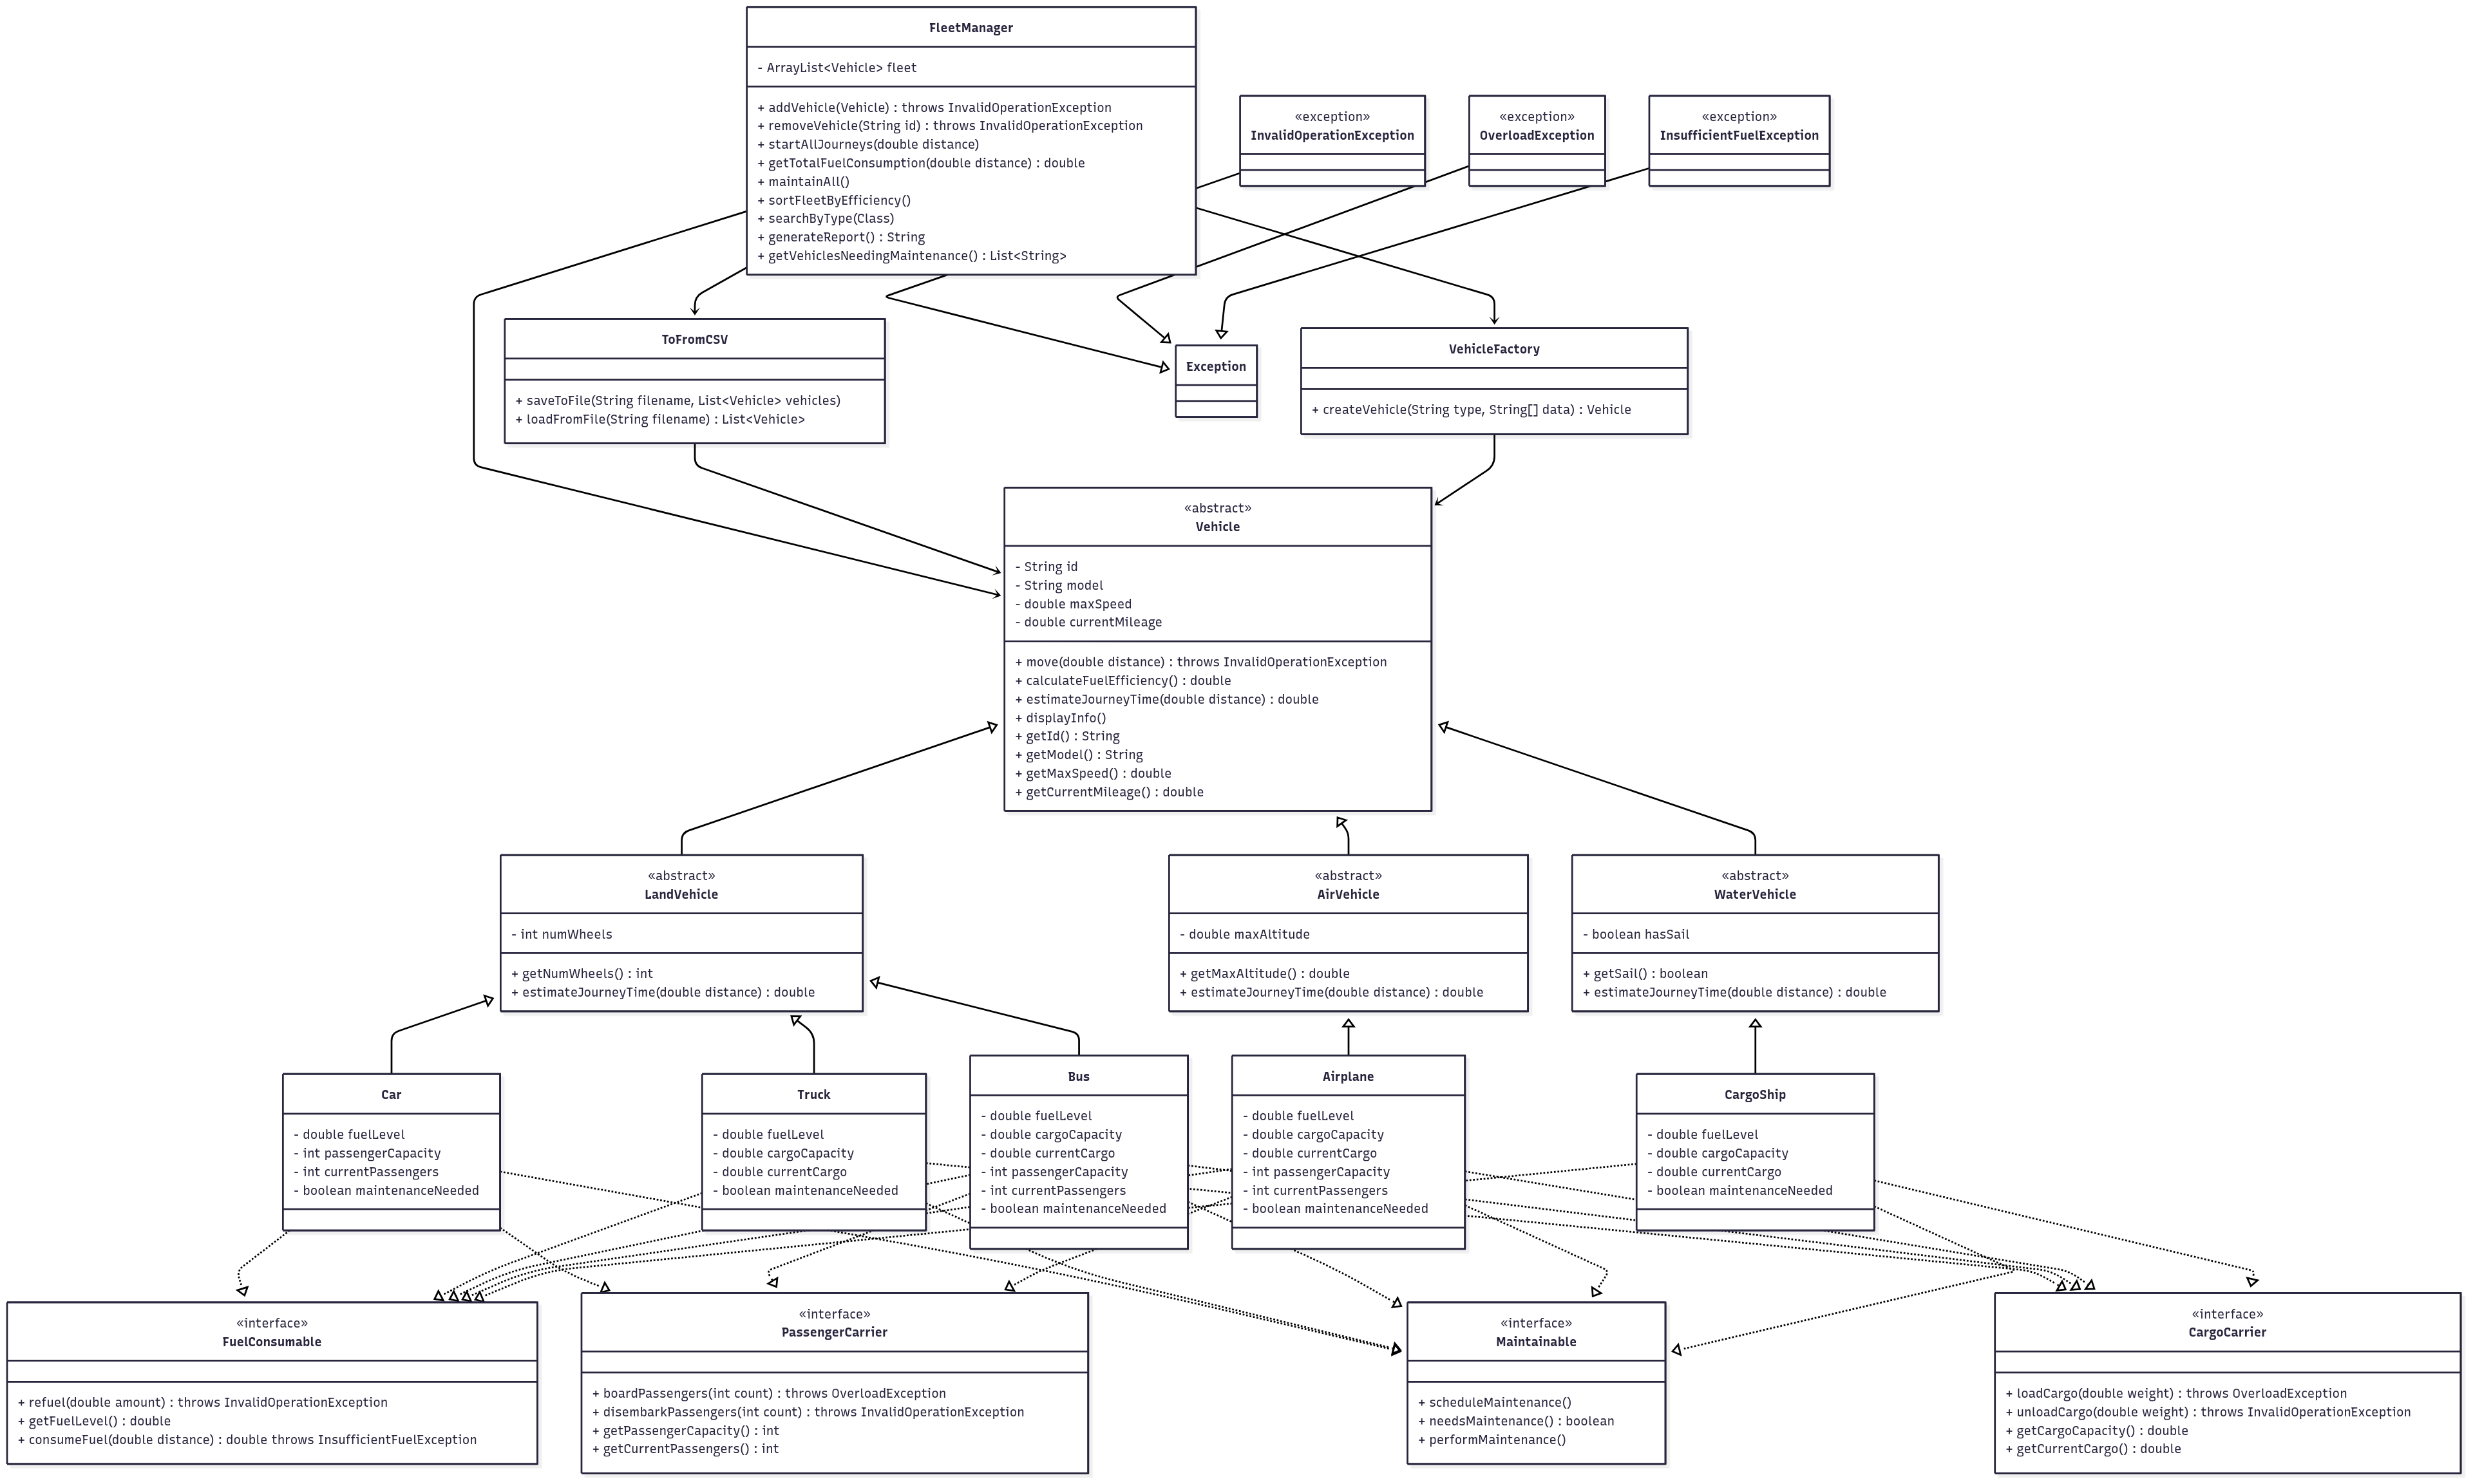 FleetManager
- ArrayList<Vehicle> fleet
+ addVehicle(Vehicle) : throws InvalidOperationException
+ removeVehicle(String id) : throws InvalidOperationException
+ startAllJourneys(double distance)
+ getTotalFuelConsumption(double distance) : double
+ maintainAll()
+ sortFleetByEfficiency()
+ searchByType(Class)
+ generateReport() : String
+ getVehiclesNeedingMaintenance() : List<String>
«exception»
InvalidOperationException
«exception»
OverloadException
«exception»
InsufficientFuelException
ToFromCSV
+ saveToFile(String filename, List<Vehicle> vehicles)
+ loadFromFile(String filename) : List<Vehicle>
Exception
VehicleFactory
+ createVehicle(String type, String[] data) : Vehicle
«abstract»
Vehicle
- String id
- String model
- double maxSpeed
- double currentMileage
+ move(double distance) : throws InvalidOperationException
+ calculateFuelEfficiency() : double
+ estimateJourneyTime(double distance) : double
+ displayInfo()
+ getId() : String
+ getModel() : String
+ getMaxSpeed() : double
+ getCurrentMileage() : double
«abstract»
LandVehicle
- int numWheels
+ getNumWheels() : int
+ estimateJourneyTime(double distance) : double
«abstract»
AirVehicle
- double maxAltitude
+ getMaxAltitude() : double
+ estimateJourneyTime(double distance) : double
«abstract»
WaterVehicle
- boolean hasSail
+ getSail() : boolean
+ estimateJourneyTime(double distance) : double
Car
- double fuelLevel
- int passengerCapacity
- int currentPassengers
- boolean maintenanceNeeded
Truck
- double fuelLevel
- double cargoCapacity
- double currentCargo
- boolean maintenanceNeeded
Bus
- double fuelLevel
- double cargoCapacity
- double currentCargo
- int passengerCapacity
- int currentPassengers
- boolean maintenanceNeeded
Airplane
- double fuelLevel
- double cargoCapacity
- double currentCargo
- int passengerCapacity
- int currentPassengers
- boolean maintenanceNeeded
CargoShip
- double fuelLevel
- double cargoCapacity
- double currentCargo
- boolean maintenanceNeeded
«interface»
FuelConsumable
+ refuel(double amount) : throws InvalidOperationException
+ getFuelLevel() : double
+ consumeFuel(double distance) : double throws InsufficientFuelException
«interface»
PassengerCarrier
+ boardPassengers(int count) : throws OverloadException
+ disembarkPassengers(int count) : throws InvalidOperationException
+ getPassengerCapacity() : int
+ getCurrentPassengers() : int
«interface»
Maintainable
+ scheduleMaintenance()
+ needsMaintenance() : boolean
+ performMaintenance()
«interface»
CargoCarrier
+ loadCargo(double weight) : throws OverloadException
+ unloadCargo(double weight) : throws InvalidOperationException
+ getCargoCapacity() : double
+ getCurrentCargo() : double